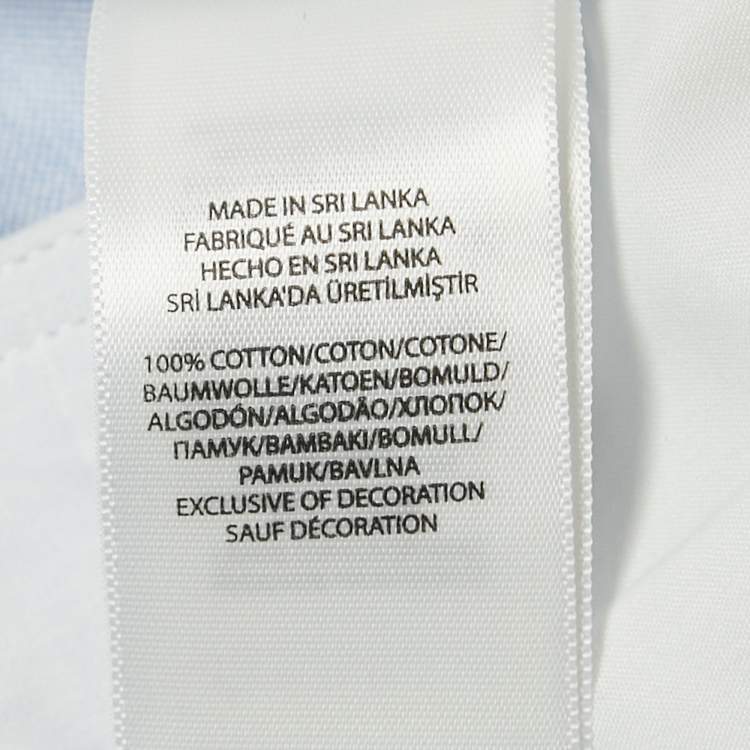 MADE IN SRI LANKA
FABRIQUÉ AU SRI LANKA
HECHO EN SRI LANKA
SRİ LANKA'DA ÜRETİLMİŞTİR
100% COTTON/COTON/COTONE/
BAUMWOLLE/KATOEN/BOMULD/
ALGODÓN/ALGODÃO/ХЛОПОК/
ПАМУК/BAMBAKI/BOMULL/
PAMUK/BAVLNA
EXCLUSIVE OF DECORATION
SAUF DÉCORATION